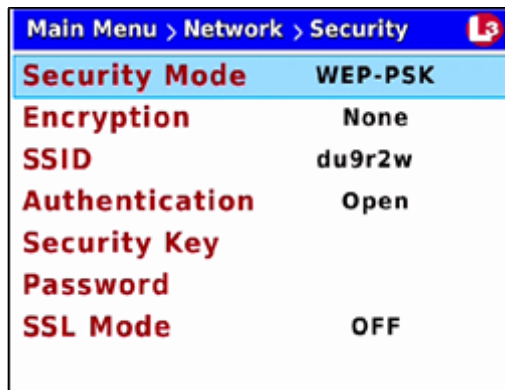 Main Menu > Network > Security L3
Security Mode WEP-PSK
Encryption None
SSID du9r2w
Authentication Open
Security Key
Password
SSL Mode OFF